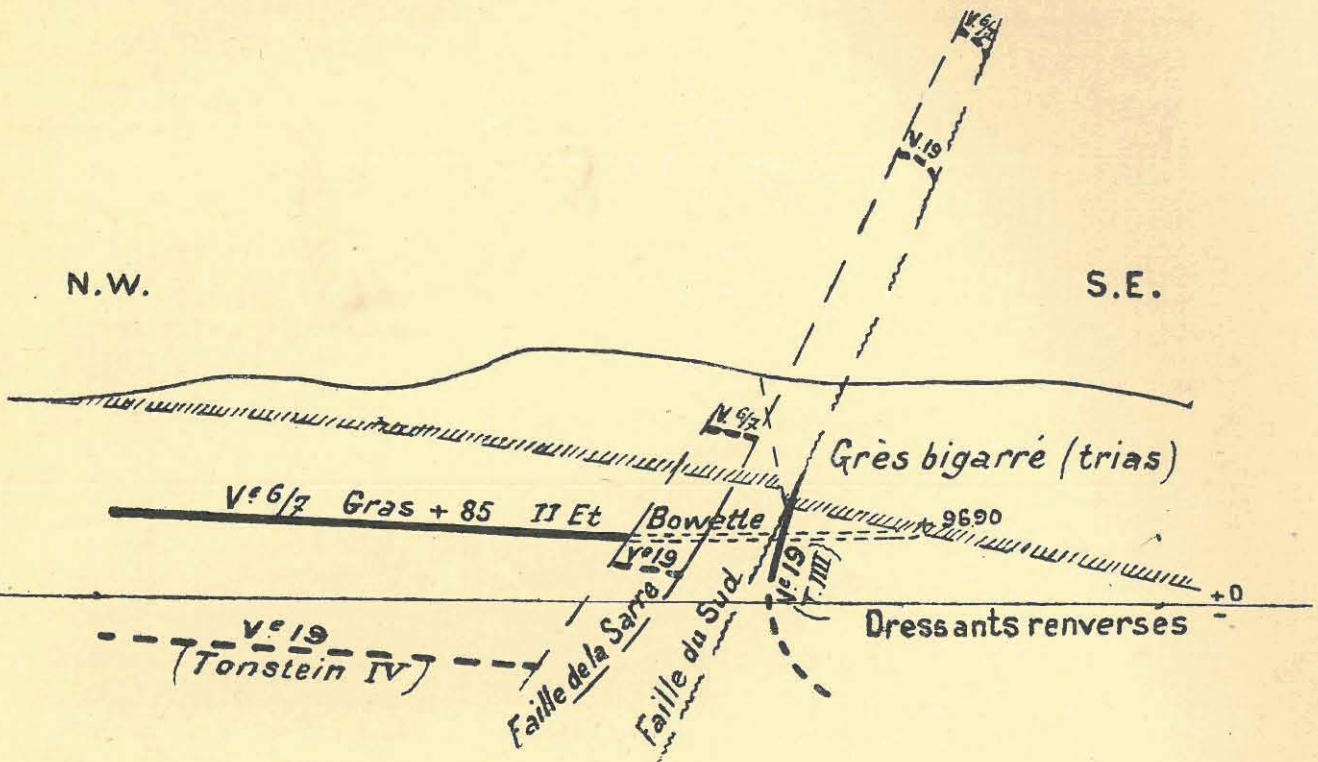 V. 6/7
V. 19
N.W.
S.E.
V. 6/7
Grès bigarré (trias)
Vᵉ 6/7 Gras + 85 II Et
Bowette
9690
Vᵉ 19
Vᵉ 19
+0
-
Dressants renversés
Vᵉ 19
(Tonstein IV)
Faille de la Sarre
Faille du Sud